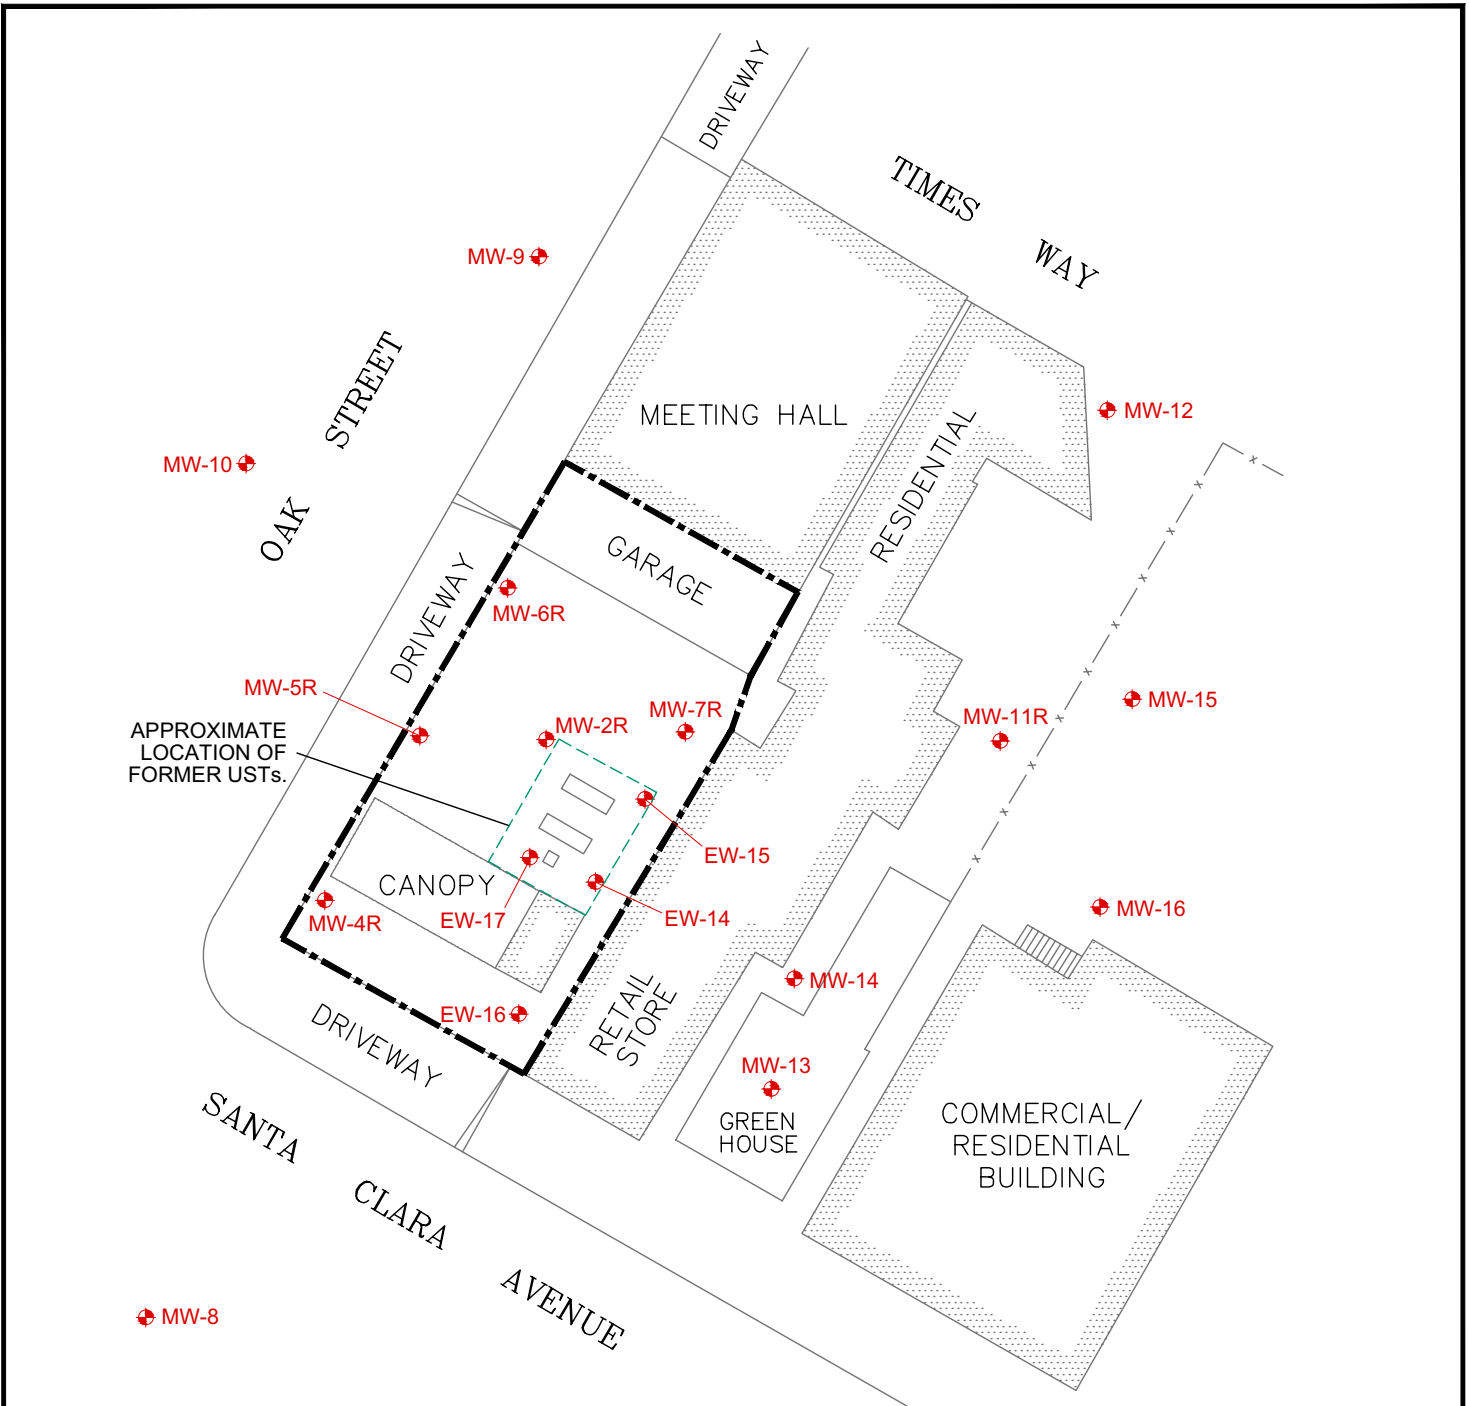 DRIVEWAY
TIMES
WAY
MW-9
STREET
OAK
MW-10
MEETING HALL
MW-12
RESIDENTIAL
GARAGE
DRIVEWAY
MW-6R
MW-5R
MW-2R
MW-7R
MW-11R
MW-15
APPROXIMATE
LOCATION OF
FORMER USTs.
EW-15
CANOPY
MW-4R
EW-17
EW-14
MW-16
MW-14
RETAIL
STORE
EW-16
DRIVEWAY
MW-13
GREEN
HOUSE
COMMERCIAL/
RESIDENTIAL
BUILDING
SANTA
CLARA
AVENUE
MW-8